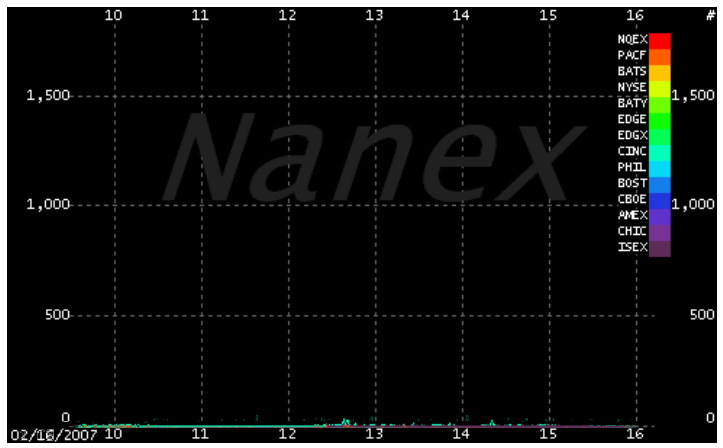 10 11 12 13 14 15 16 #
NQEX
PACF
BATS
NYSE
1,500 1,500
BATY
EDGE
EDGX
CINC
PHIL
BOST
CBOE
1,000 1,000
AMEX
CHIC
ISEX
Nanex
500 500
0 0
02/16/2007 10 11 12 13 14 15 16